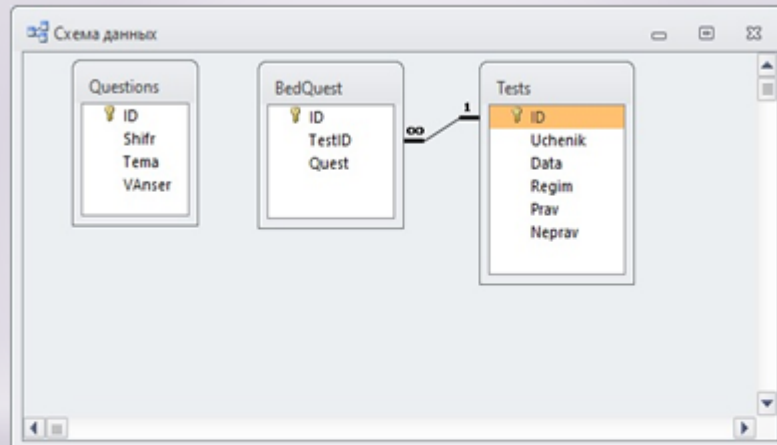 Схема данных
Questions
ID
Shifr
Tema
VAnser
BedQuest
ID
TestID
Quest
∞
1
Tests
ID
Uchenik
Data
Regim
Prav
Neprav